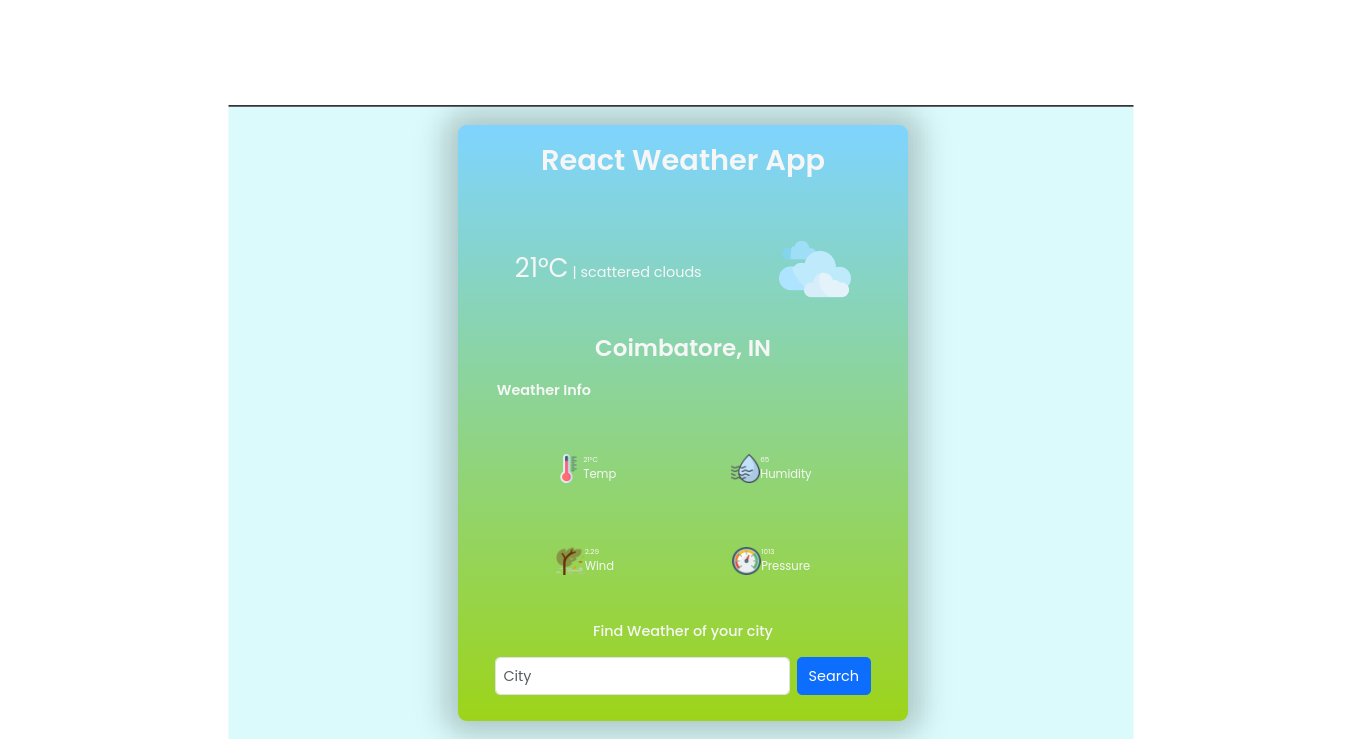 React Weather App
21°C | scattered clouds
Coimbatore, IN
Weather Info
21°C
Temp
65
Humidity
2.29
Wind
1013
Pressure
Find Weather of your city
City
Search